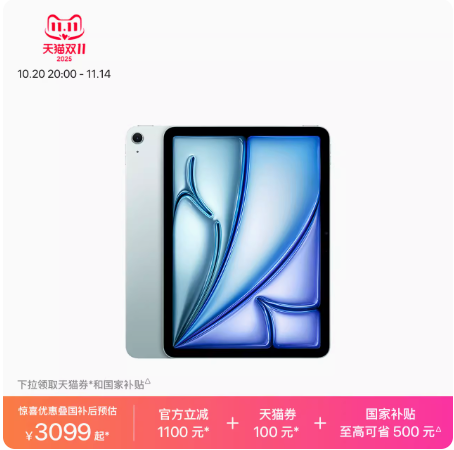 11.11
天猫双11
2025
10.20 20:00 - 11.14
下拉领取天猫券*和国家补贴△
惊喜优惠叠国补后预估
¥3099起*
官方立减
1100 元*
+
天猫券
100 元*
+
国家补贴
至高可省 500 元△